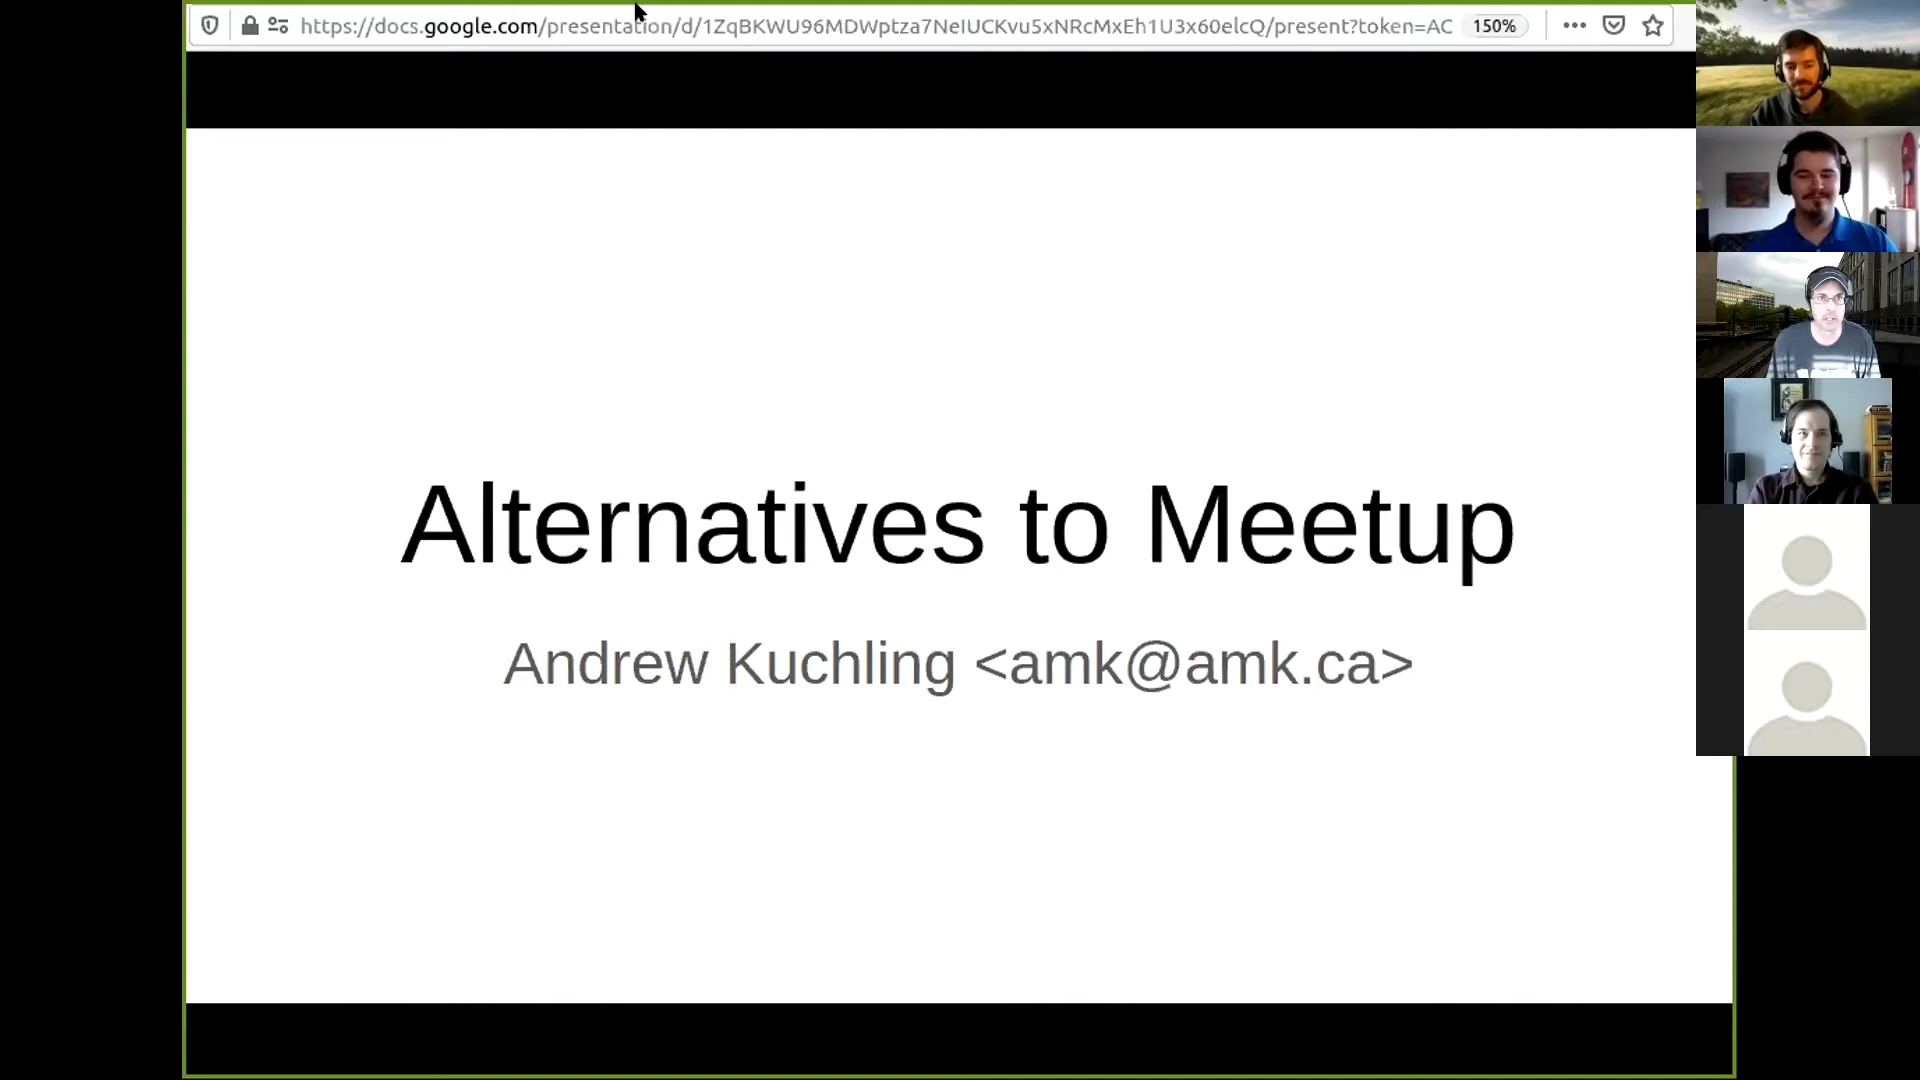 https://docs.google.com/presentation/d/1ZqBKWU96MDWptza7NeIUCKvu5xNRcMxEh1U3x60elcQ/present?token=AC
150%
Alternatives to Meetup
Andrew Kuchling <amk@amk.ca>